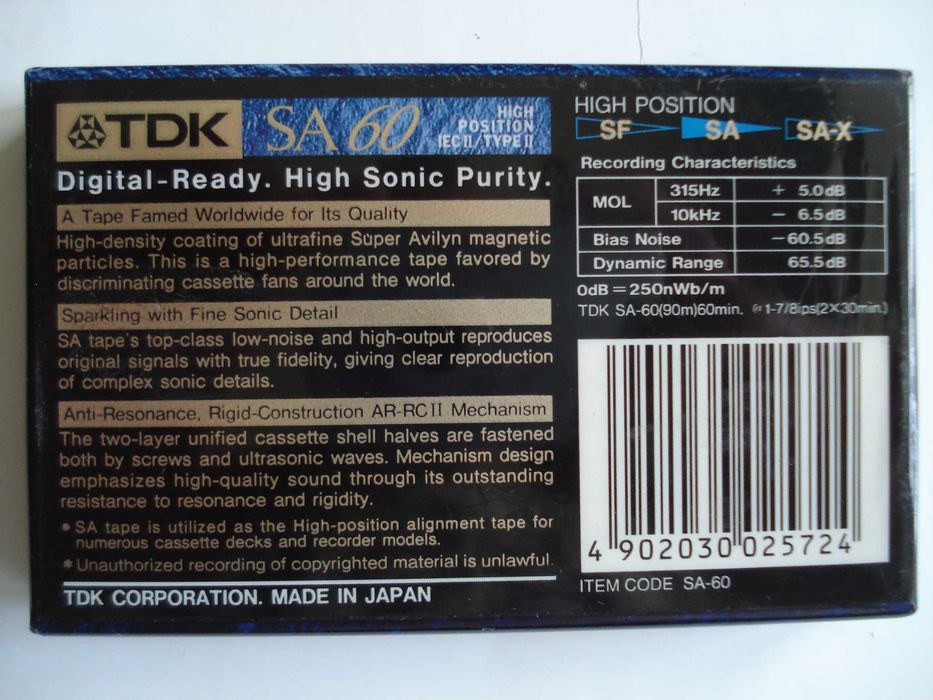 TDK SA 60 HIGH POSITION IEC II/TYPE II
Digital-Ready. High Sonic Purity.
A Tape Famed Worldwide for Its Quality
High-density coating of ultrafine Super Avilyn magnetic
particles. This is a high-performance tape favored by
discriminating cassette fans around the world.
Sparkling with Fine Sonic Detail
SA tape's top-class low-noise and high-output reproduces
original signals with true fidelity, giving clear reproduction
of complex sonic details.
Anti-Resonance, Rigid-Construction AR-RCII Mechanism
The two-layer unified cassette shell halves are fastened
both by screws and ultrasonic waves. Mechanism design
emphasizes high-quality sound through its outstanding
resistance to resonance and rigidity.
• SA tape is utilized as the High-position alignment tape for
numerous cassette decks and recorder models.
* Unauthorized recording of copyrighted material is unlawful.
TDK CORPORATION. MADE IN JAPAN
HIGH POSITION
SF SA SA-X
Recording Characteristics
MOL 315Hz + 5.0dB
10kHz − 6.5dB
Bias Noise −60.5dB
Dynamic Range 65.5dB
0dB=250nWb/m
TDK SA-60(90m)60min. @1-7/8ips(2×30min.)
4 902030 025724
ITEM CODE SA-60